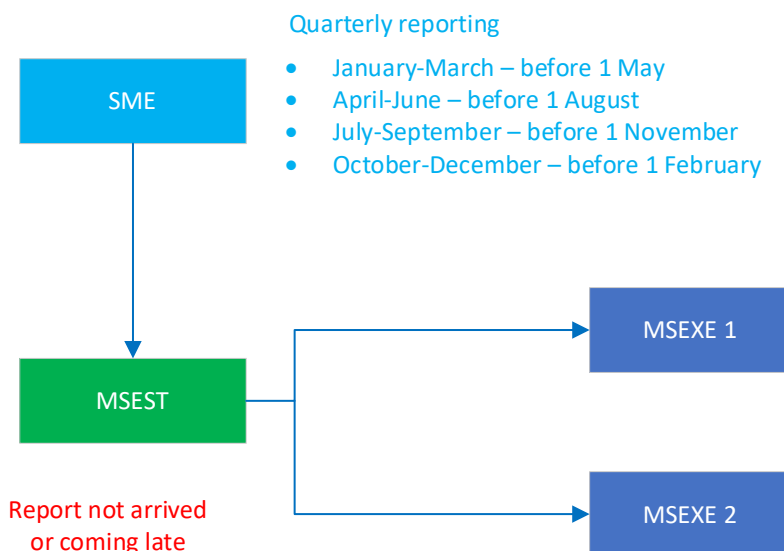 Quarterly reporting
• January-March – before 1 May
• April-June – before 1 August
• July-September – before 1 November
• October-December – before 1 February
SME
MSEXE 1
MSEST
MSEXE 2
Report not arrived
or coming late